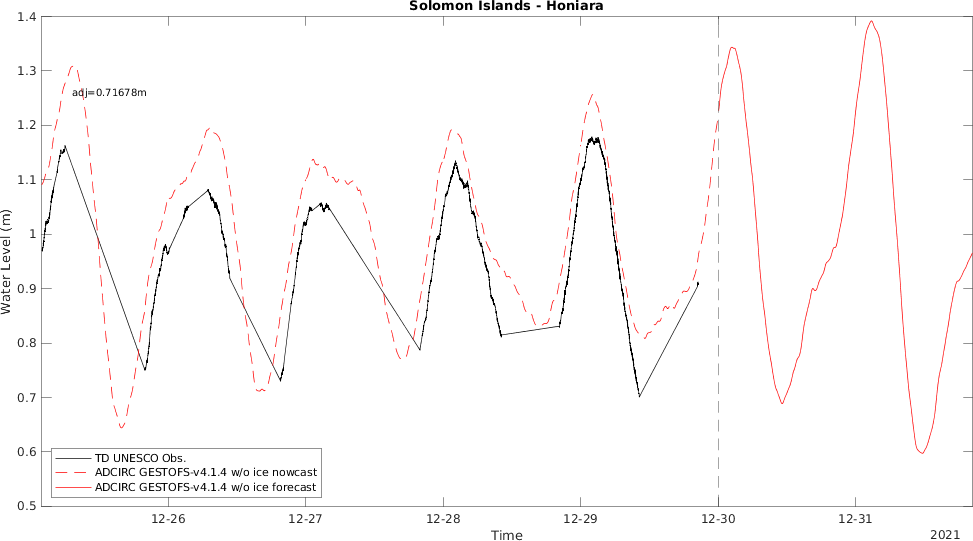 Solomon Islands - Honiara
1.4
1.3
1.2
1.1
1
0.9
0.8
0.7
0.6
0.5
Water Level (m)
adj=0.71678m
TD UNESCO Obs.
ADCIRC GESTOFS-v4.1.4 w/o ice nowcast
ADCIRC GESTOFS-v4.1.4 w/o ice forecast
12-26
12-27
12-28
12-29
12-30
12-31
Time
2021